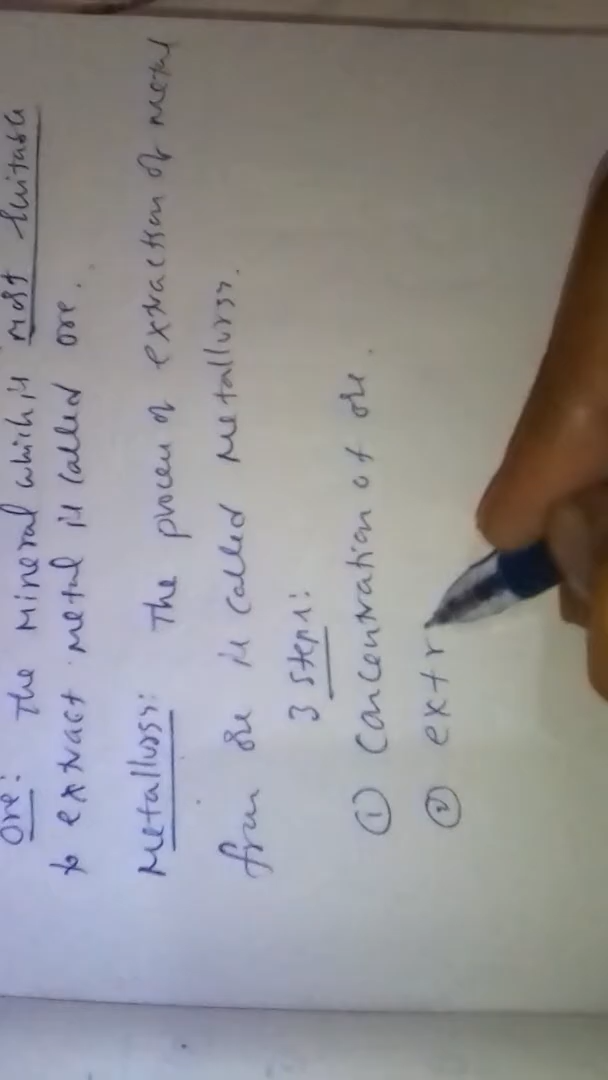 Ore: The Mineral which is most suitable
to extract metal is called ore.
Metallurgy: The process of extraction of metal
from ore is called metallurgy.
3 steps:
① Concentration of ore.
② extr